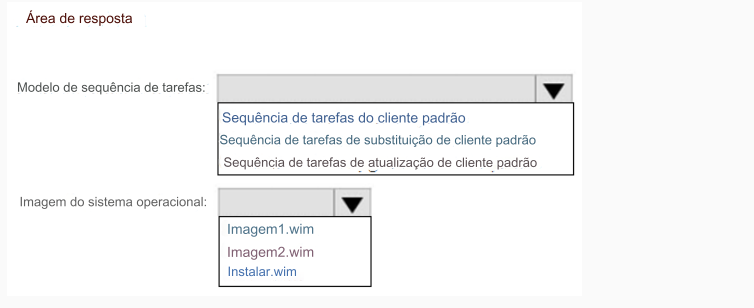 Área de resposta
Modelo de sequência de tarefas:
Sequência de tarefas do cliente padrão
Sequência de tarefas de substituição de cliente padrão
Sequência de tarefas de atualização de cliente padrão
Imagem do sistema operacional:
Imagem1.wim
Imagem2.wim
Instalar.wim